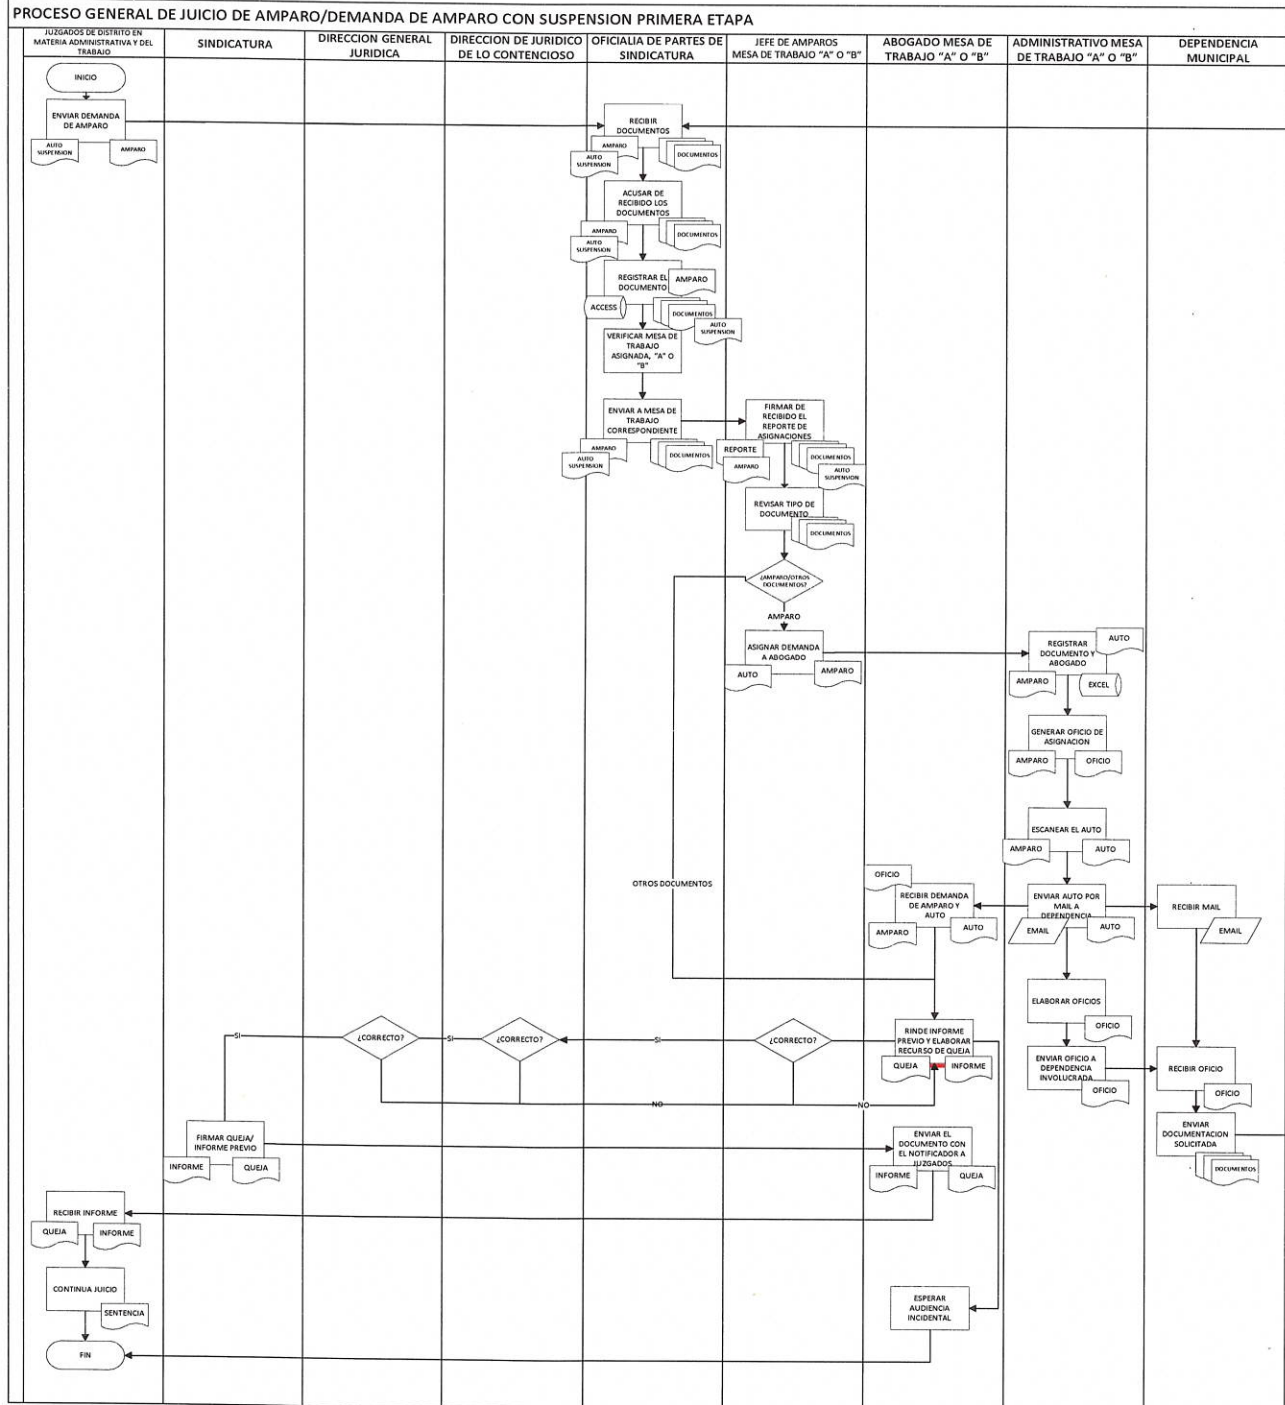 PROCESO GENERAL DE JUICIO DE AMPARO/DEMANDA DE AMPARO CON SUSPENSION PRIMERA ETAPA
JUZGADOS DE DISTRITO EN
MATERIA ADMINISTRATIVA Y DEL
TRABAJO
SINDICATURA
DIRECCION GENERAL
JURIDICA
DIRECCION DE JURIDICO
DE LO CONTENCIOSO
OFICIALIA DE PARTES DE
SINDICATURA
JEFE DE AMPAROS
MESA DE TRABAJO "A" O "B"
ABOGADO MESA DE
TRABAJO "A" O "B"
ADMINISTRATIVO MESA
DE TRABAJO "A" O "B"
DEPENDENCIA
MUNICIPAL
INICIO
ENVIAR DEMANDA
DE AMPARO
AUTO
SUSPENSION
AMPARO
RECIBIR
DOCUMENTOS
AMPARO
AUTO
SUSPENSION
DOCUMENTOS
ACUSAR DE
RECIBIDO LOS
DOCUMENTOS
AMPARO
AUTO
SUSPENSION
DOCUMENTOS
REGISTRAR EL
DOCUMENTO
AMPARO
ACCESS
DOCUMENTOS
AUTO
SUSPENSION
VERIFICAR MESA DE
TRABAJO
ASIGNADA, "A" O
"B"
ENVIAR A MESA DE
TRABAJO
CORRESPONDIENTE
AMPARO
AUTO
SUSPENSION
DOCUMENTOS
FIRMAR DE
RECIBIDO EL
REPORTE DE
ASIGNACIONES
REPORTE
AMPARO
DOCUMENTOS
AUTO
SUSPENSION
REVISAR TIPO DE
DOCUMENTO
DOCUMENTOS
¿AMPARO/OTROS
DOCUMENTOS?
AMPARO
ASIGNAR DEMANDA
A ABOGADO
AUTO
AMPARO
REGISTRAR
DOCUMENTO Y
ABOGADO
AUTO
AMPARO
EXCEL
GENERAR OFICIO DE
ASIGNACION
AMPARO
OFICIO
ESCANEAR EL AUTO
AMPARO
AUTO
OTROS DOCUMENTOS
OFICIO
RECIBIR DEMANDA
DE AMPARO Y
AUTO
AMPARO
AUTO
ENVIAR AUTO POR
MAIL A
DEPENDENCIA
EMAIL
AUTO
RECIBIR MAIL
EMAIL
ELABORAR OFICIOS
OFICIO
SI
¿CORRECTO?
SI
¿CORRECTO?
SI
¿CORRECTO?
RINDE INFORME
PREVIO Y ELABORAR
RECURSO DE QUEJA
QUEJA
INFORME
ENVIAR OFICIO A
DEPENDENCIA
INVOLUCRADA
OFICIO
RECIBIR OFICIO
OFICIO
NO
NO
FIRMAR QUEJA/
INFORME PREVIO
INFORME
QUEJA
ENVIAR EL
DOCUMENTO CON
EL NOTIFICADOR A
JUZGADOS
INFORME
QUEJA
ENVIAR
DOCUMENTACION
SOLICITADA
DOCUMENTOS
RECIBIR INFORME
QUEJA
INFORME
CONTINUA JUICIO
SENTENCIA
ESPERAR
AUDIENCIA
INCIDENTAL
FIN